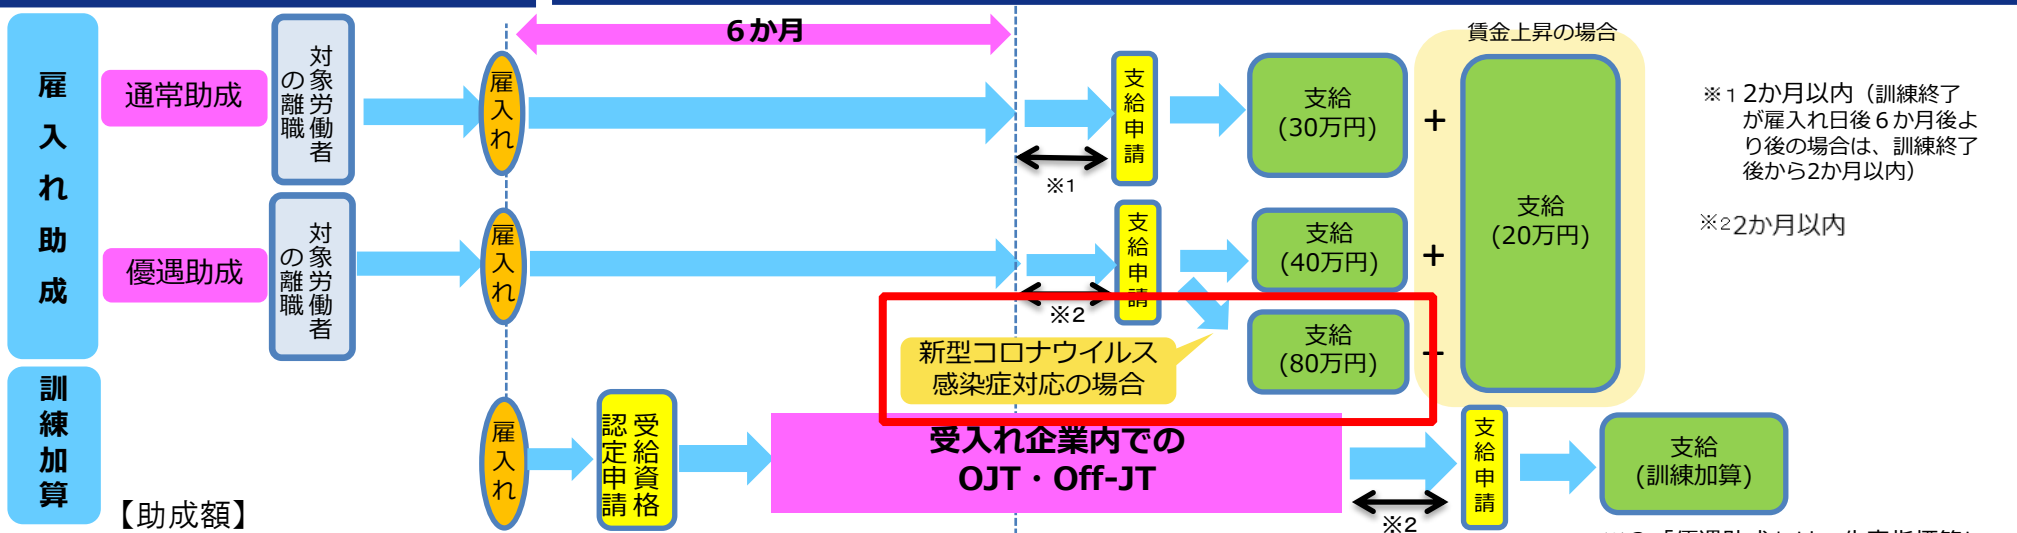 6か月
賃金上昇の場合
雇入れ助成
通常助成
対象労働者
の離職
雇入れ
支給申請
支給
(30万円)
+
※1
※1 2か月以内（訓練終了
が雇入れ日後６か月後よ
り後の場合は、訓練終了
後から2か月以内）
支給
(20万円)
※2 2か月以内
優遇助成
対象労働者
の離職
雇入れ
支給申請
支給
(40万円)
+
※2
新型コロナウイルス
感染症対応の場合
支給
(80万円)
訓練加算
雇入れ
受給資格
認定申請
受入れ企業内での
OJT・Off-JT
※2
支給申請
支給
(訓練加算)
【助成額】